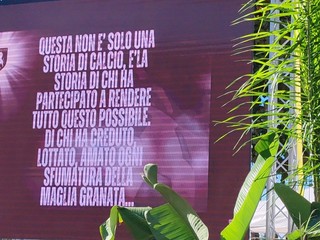 QUESTA NON E' SOLO UNA
STORIA DI CALCIO, E'LA
STORIA DI CHI HA
PARTECIPATO A RENDERE
TUTTO QUESTO POSSIBILE.
DI CHI HA CREDUTO,
LOTTATO, AMATO OGNI
SFUMATURA DELLA
MAGLIA GRANATA...